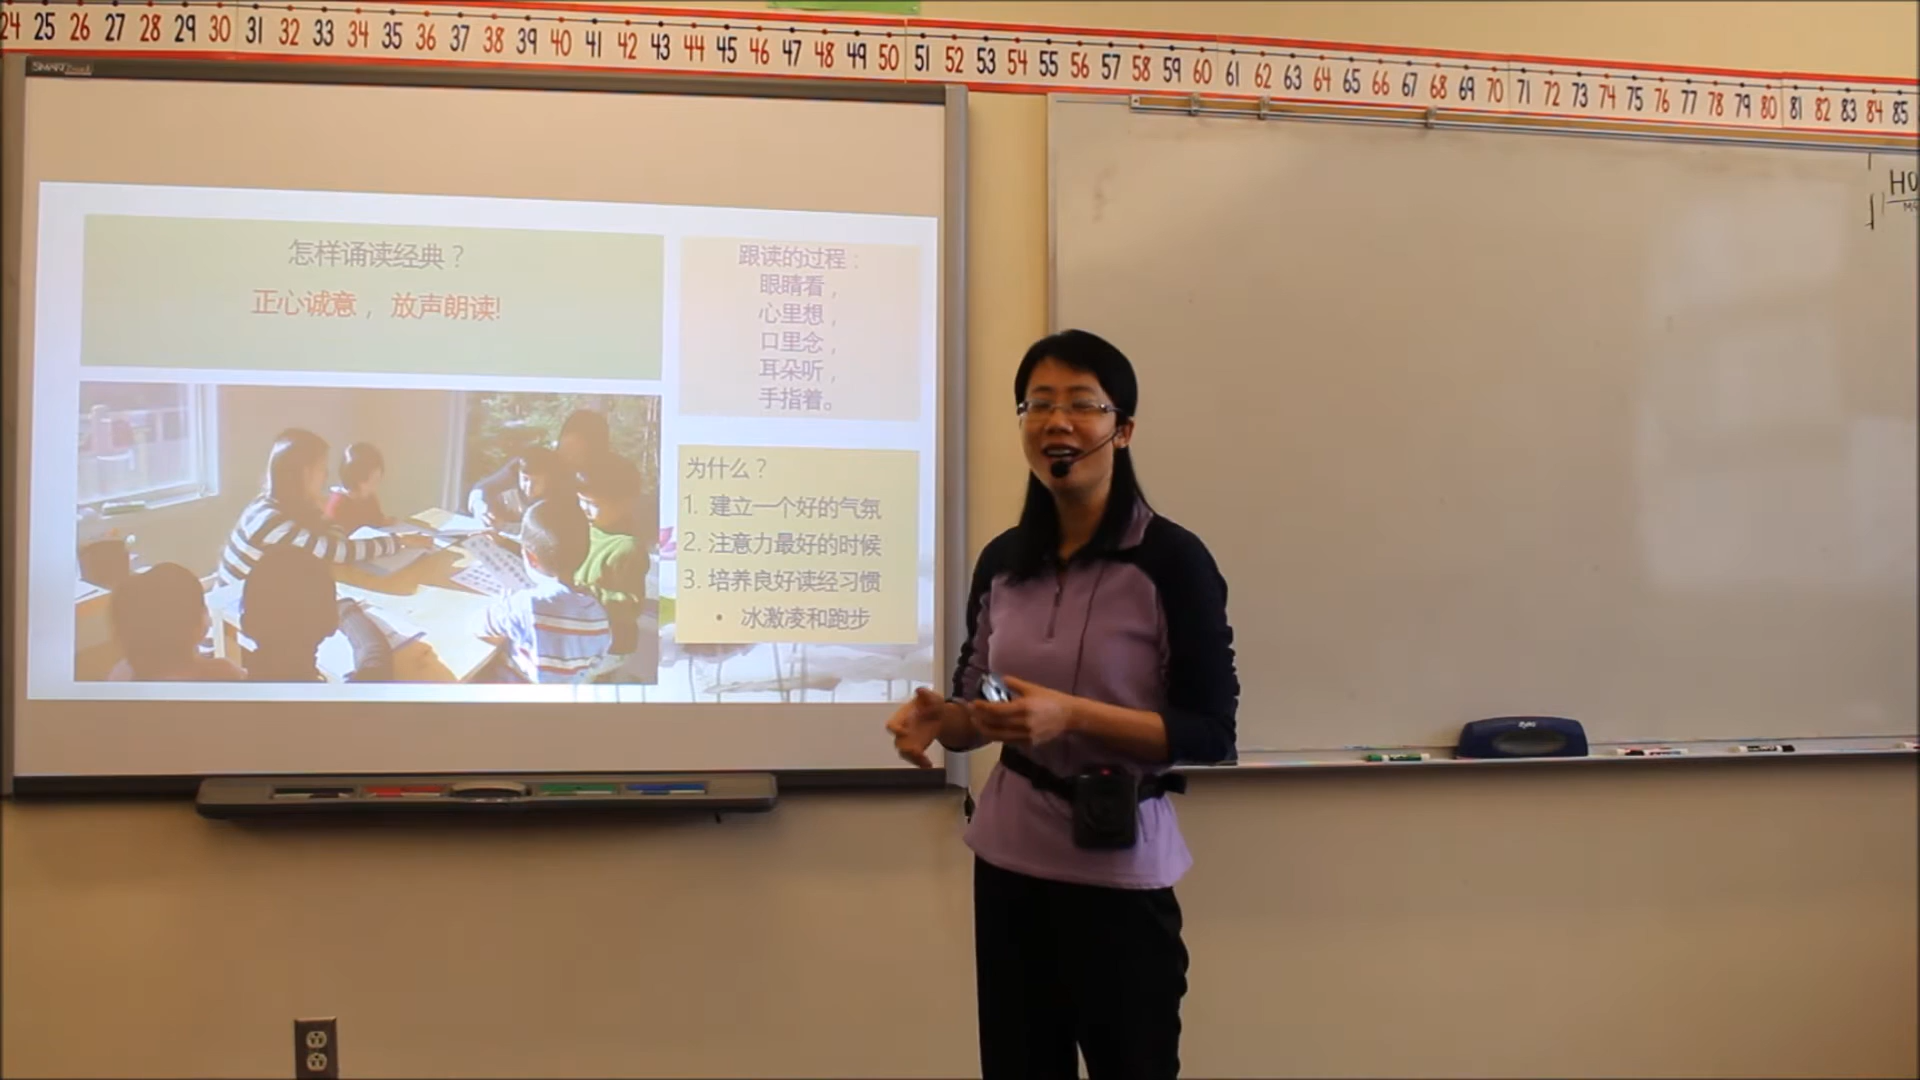 24 25 26 27 28 29 30 31 32 33 34 35 36 37 38 39 40 41 42 43 44 45 46 47 48 49 50 51 52 53 54 55 56 57 58 59 60 61 62 63 64 65 66 67 68 69 70 71 72 73 74 75 76 77 78 79 80 81 82 83 84 85
SMART
怎样诵读经典？
正心诚意， 放声朗读!
跟读的过程：
眼睛看，
心里想，
口里念，
耳朵听，
手指着。
为什么？
1. 建立一个好的气氛
2. 注意力最好的时候
3. 培养良好读经习惯
• 冰激凌和跑步
HO